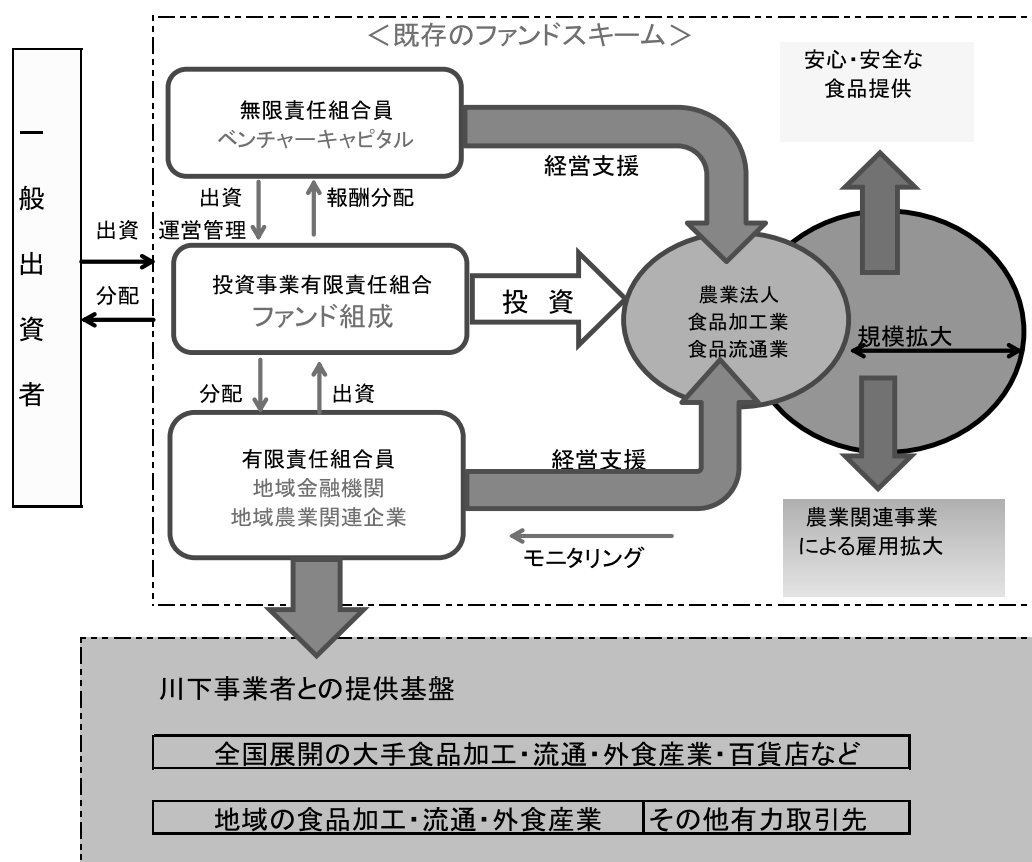 ＜既存のファンドスキーム＞
一般出資者
出資
分配
無限責任組合員
ベンチャーキャピタル
出資
運営管理
報酬分配
投資事業有限責任組合
ファンド組成
分配
出資
有限責任組合員
地域金融機関
地域農業関連企業
経営支援
投 資
経営支援
モニタリング
農業法人
食品加工業
食品流通業
規模拡大
安心・安全な
食品提供
農業関連事業
による雇用拡大
川下事業者との提供基盤
全国展開の大手食品加工・流通・外食産業・百貨店など
地域の食品加工・流通・外食産業
その他有力取引先